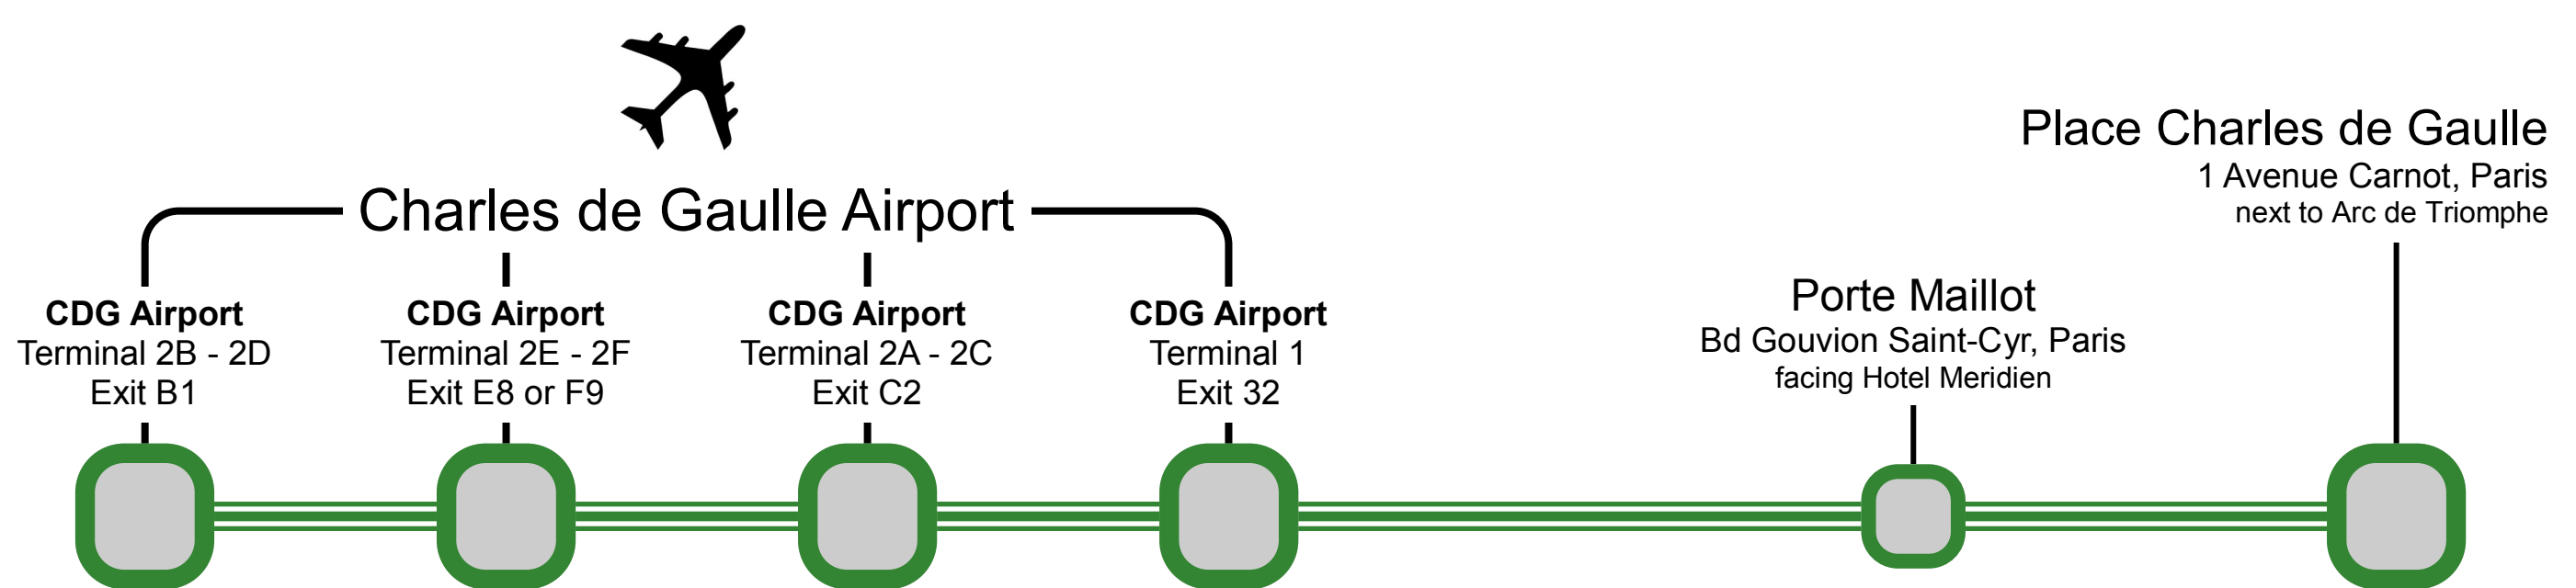 Charles de Gaulle Airport
CDG Airport
Terminal 2B - 2D
Exit B1
CDG Airport
Terminal 2E - 2F
Exit E8 or F9
CDG Airport
Terminal 2A - 2C
Exit C2
CDG Airport
Terminal 1
Exit 32
Porte Maillot
Bd Gouvion Saint-Cyr, Paris
facing Hotel Meridien
Place Charles de Gaulle
1 Avenue Carnot, Paris
next to Arc de Triomphe